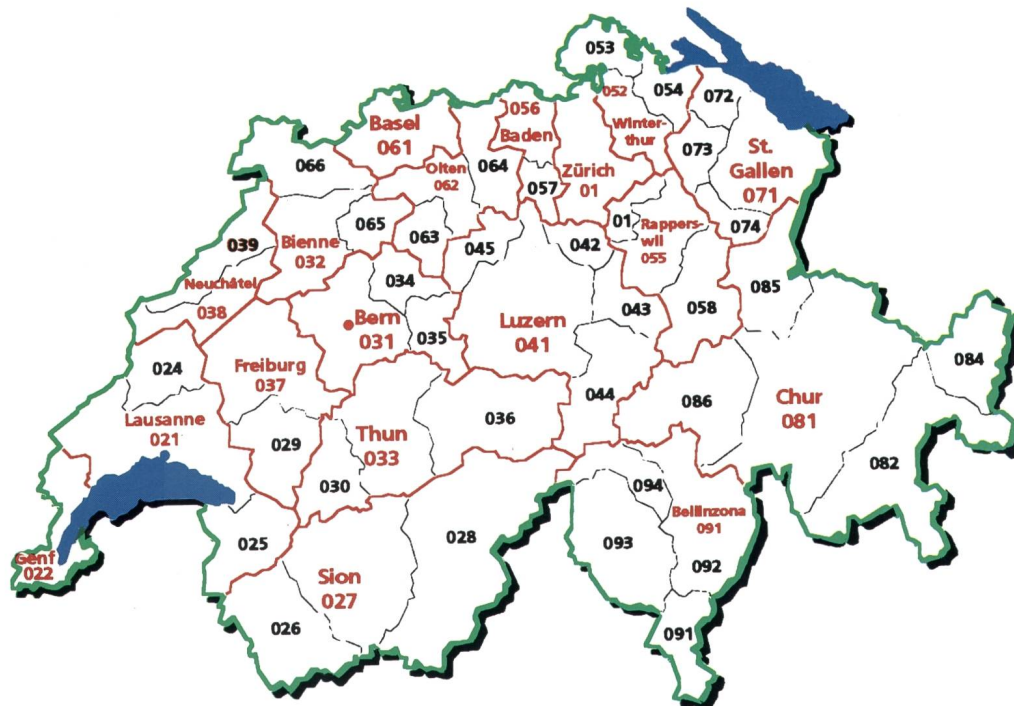 053
052
054
072
056
Baden
Basel
061
Winter-
thur
073
St.
Gallen
071
066
Olten
062
064
057
Zürich
01
065
063
045
042
01
Rappers-
wil
055
074
039
Bienne
032
Neuchâtel
038
034
Bern
031
035
Luzern
041
043
058
085
024
Freiburg
037
084
Lausanne
021
029
Thun
033
036
044
086
Chur
081
082
030
094
Bellinzona
091
025
028
093
092
Genf
022
Sion
027
026
091